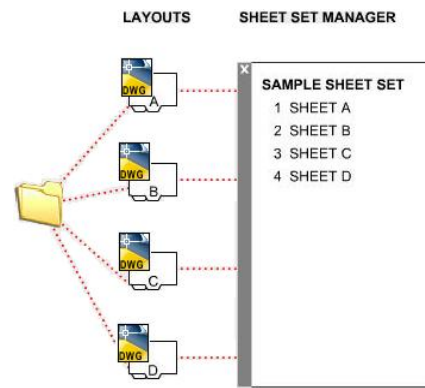 LAYOUTS
SHEET SET MANAGER
X
DWG
A
DWG
B
DWG
C
DWG
D
SAMPLE SHEET SET
1 SHEET A
2 SHEET B
3 SHEET C
4 SHEET D